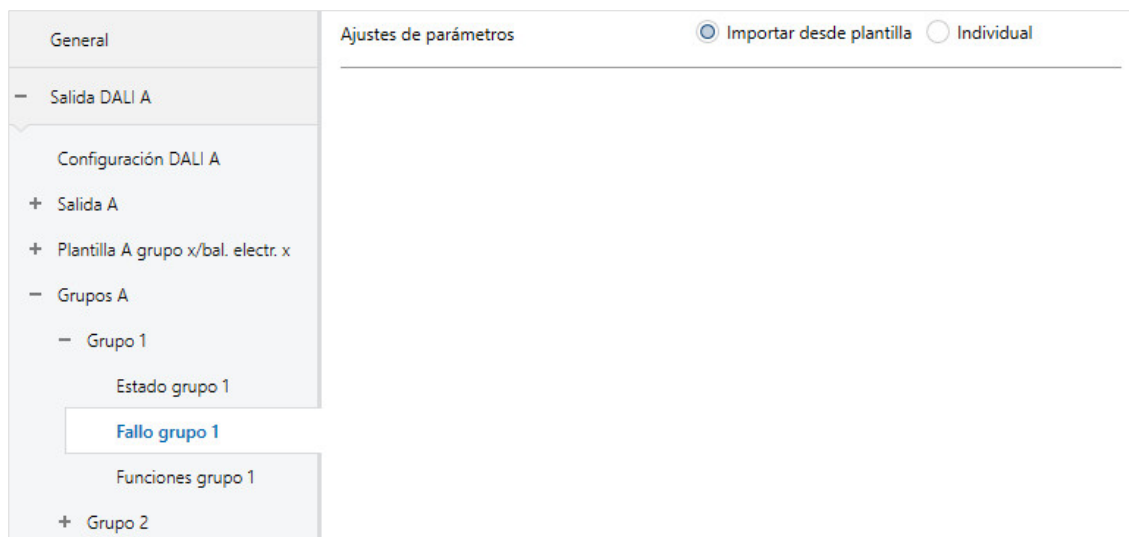 General
Ajustes de parámetros
Importar desde plantilla
Individual
Salida DALI A
Configuración DALI A
Salida A
Plantilla A grupo x/bal. electr. x
Grupos A
Grupo 1
Estado grupo 1
Fallo grupo 1
Funciones grupo 1
Grupo 2